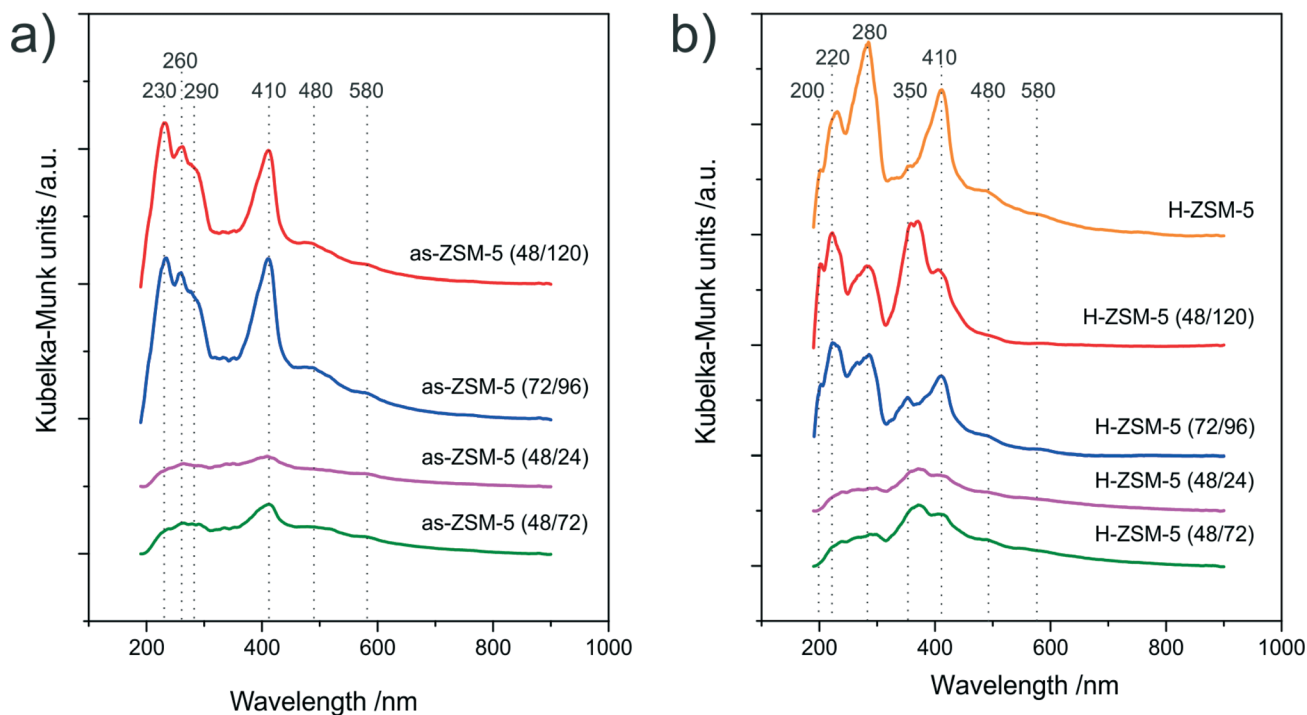 a)
260
230 290 410 480 580
as-ZSM-5 (48/120)
as-ZSM-5 (72/96)
as-ZSM-5 (48/24)
as-ZSM-5 (48/72)
Kubelka-Munk units /a.u.
200 400 600 800 1000
Wavelength /nm
b)
280
220 410
200 350 480 580
H-ZSM-5
H-ZSM-5 (48/120)
H-ZSM-5 (72/96)
H-ZSM-5 (48/24)
H-ZSM-5 (48/72)
Kubelka-Munk units /a.u.
200 400 600 800 1000
Wavelength /nm